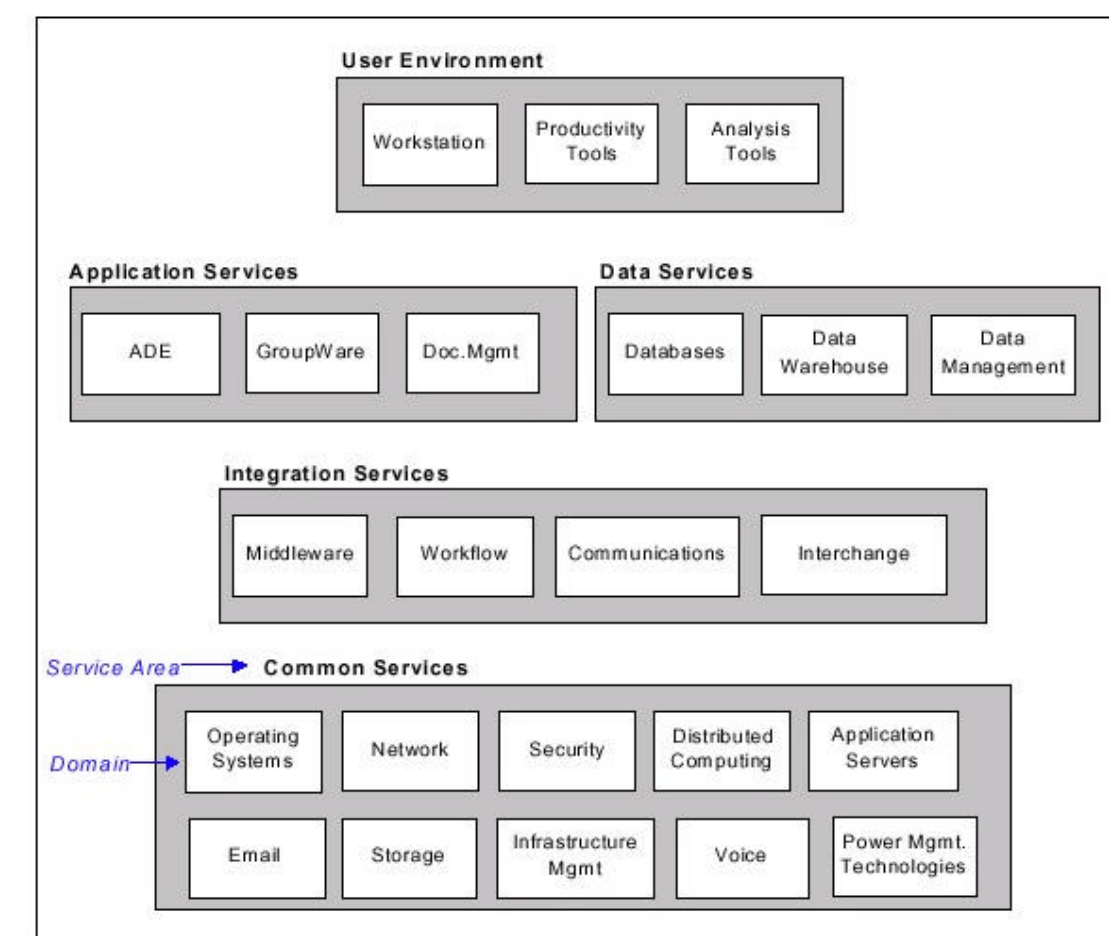 User Environment
Workstation
Productivity
Tools
Analysis
Tools
Application Services
ADE
GroupWare
Doc.Mgmt
Data Services
Databases
Data
Warehouse
Data
Management
Integration Services
Middleware
Workflow
Communications
Interchange
Service Area
Common Services
Domain
Operating
Systems
Network
Security
Distributed
Computing
Application
Servers
Email
Storage
Infrastructure
Mgmt
Voice
Power Mgmt.
Technologies